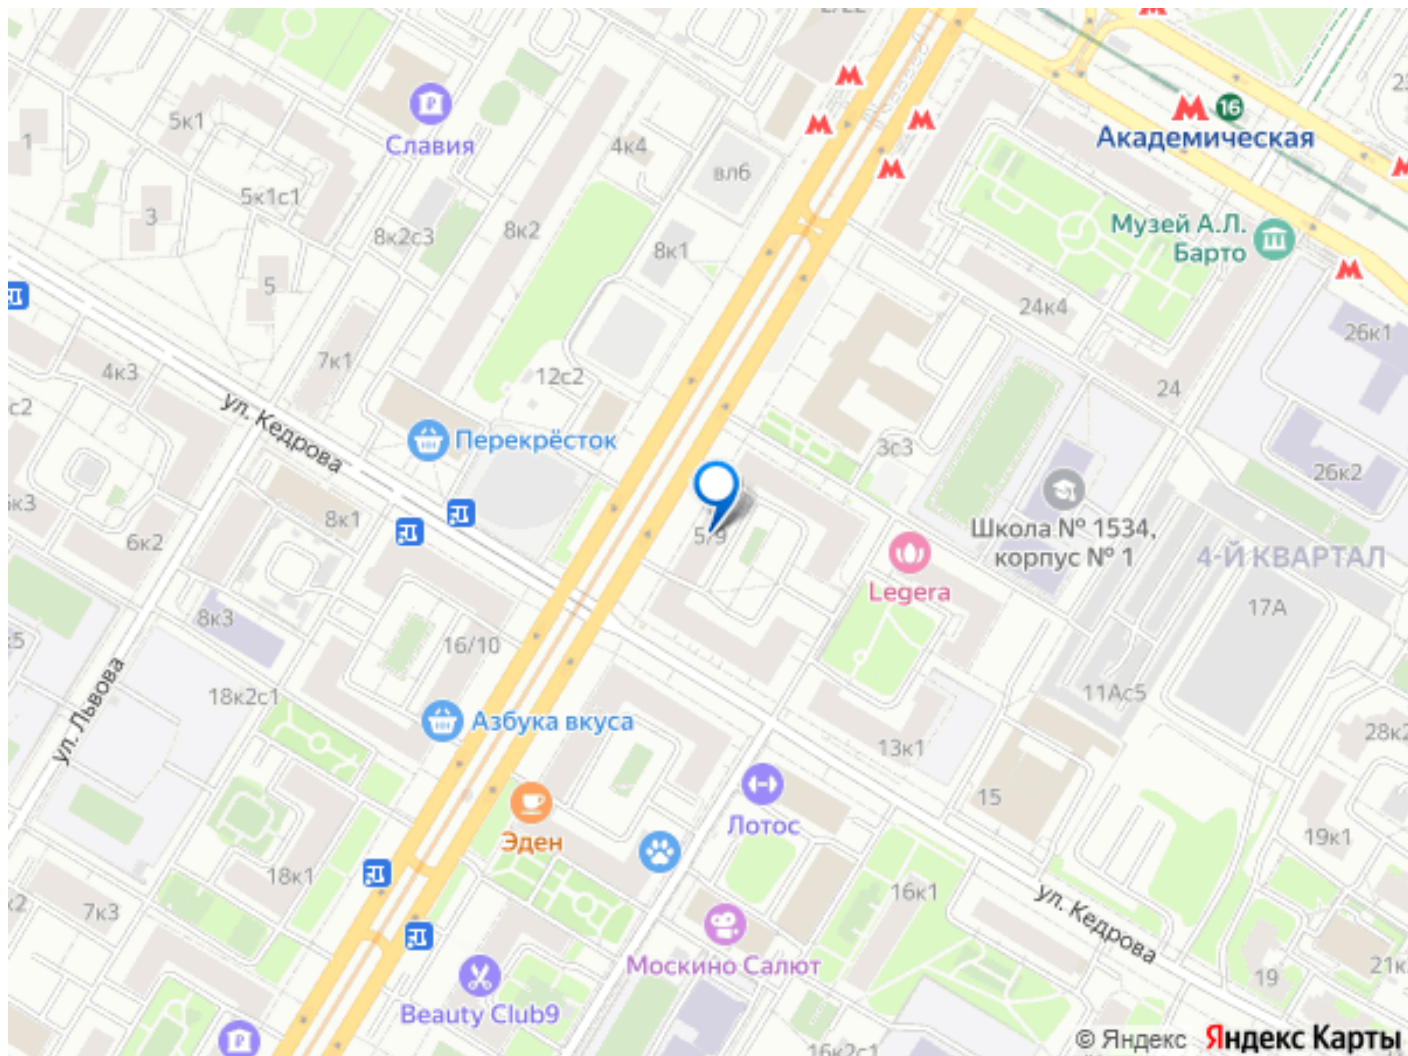 16
Академическая
5к1
Славия
4к4
1
вл6
5к1с1
3
8к2с3
8к2
8к1
Музей А.Л.
Барто
5
24к4
26к1
7к1
4к3
12с2
24
с2
ул. Кедрова
Перекрёсток
3с3
26к2
8к1
6к2
5/9
Школа № 1534,
корпус № 1
4-Й КВАРТАЛ
Legera
17А
8к3
16/10
18к2с1
11Ас5
ул. Львова
Азбука вкуса
13к1
28к2
15
Лотос
Эден
19к1
18к1
7к3
16к1
ул. Кедрова
Москино Салют
19
Beauty Club9
16к2с1
© Яндекс
Яндекс Карты